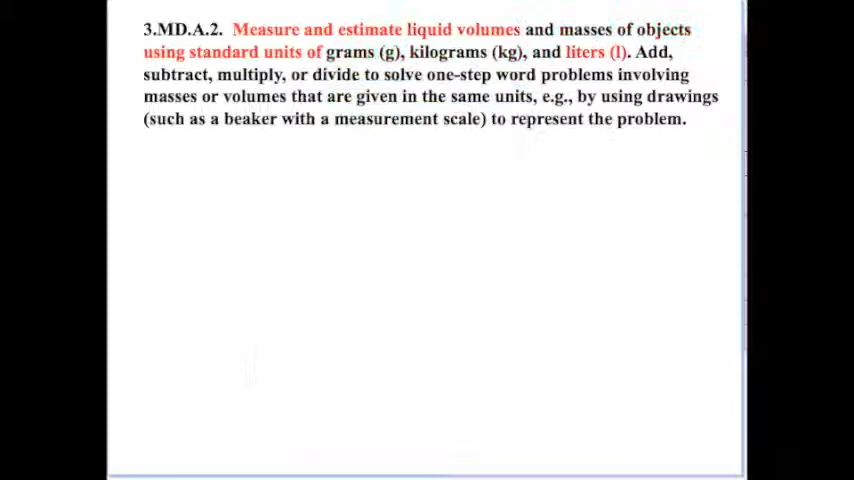 3.MD.A.2. Measure and estimate liquid volumes and masses of objects
using standard units of grams (g), kilograms (kg), and liters (l). Add,
subtract, multiply, or divide to solve one-step word problems involving
masses or volumes that are given in the same units, e.g., by using drawings
(such as a beaker with a measurement scale) to represent the problem.